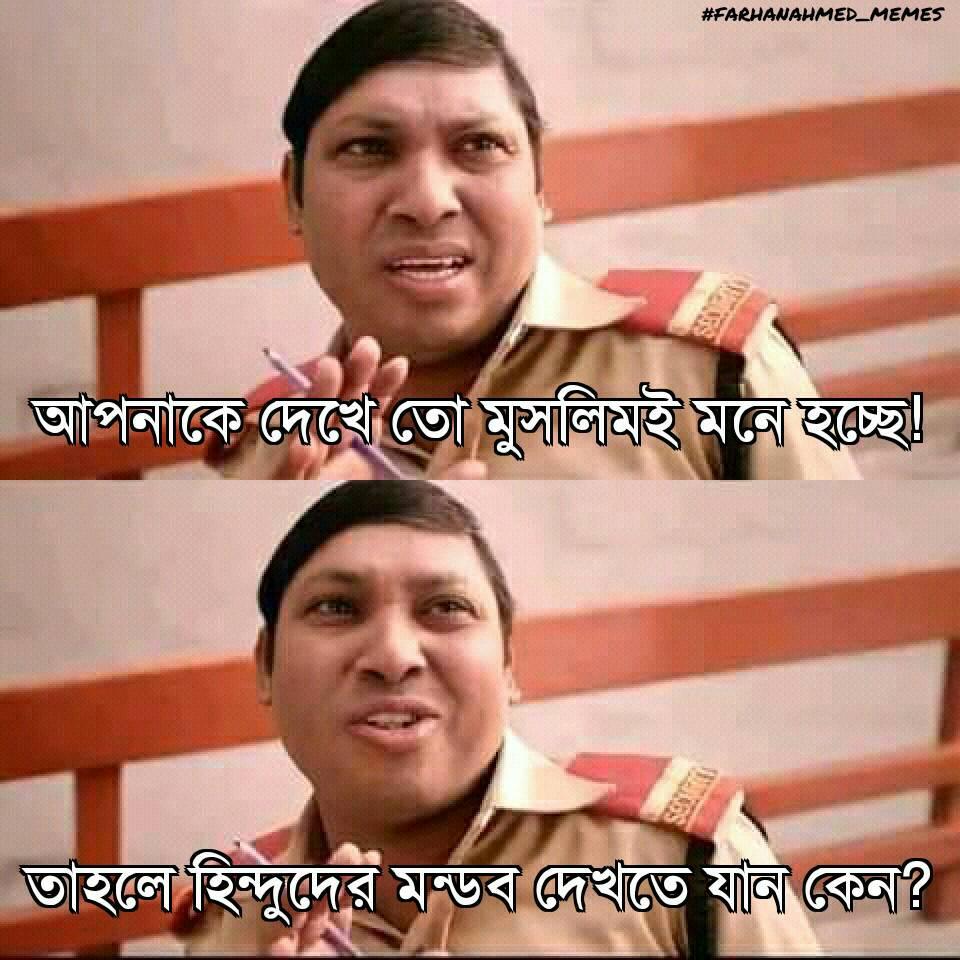 #FARHANAHMED_MEMES
আপনাকে দেখে তো মুসলিমই মনে হচ্ছে!
তাহলে হিন্দুদের মন্ডব দেখতে যান কেন?